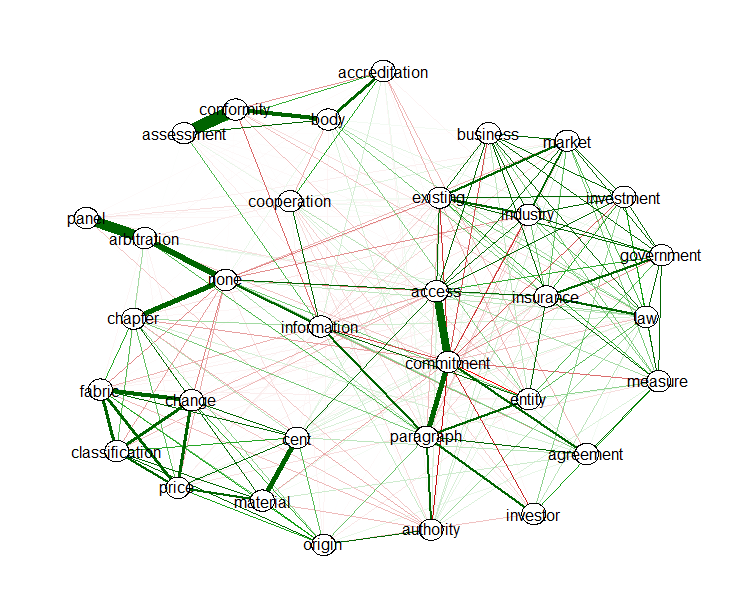 accreditation
conformity
body
assessment
business
market
cooperation
existing
investment
panel
industry
arbitration
government
none
access
insurance
chapter
information
law
commitment
fabric
change
entity
measure
cent
paragraph
classification
agreement
price
material
investor
authority
origin